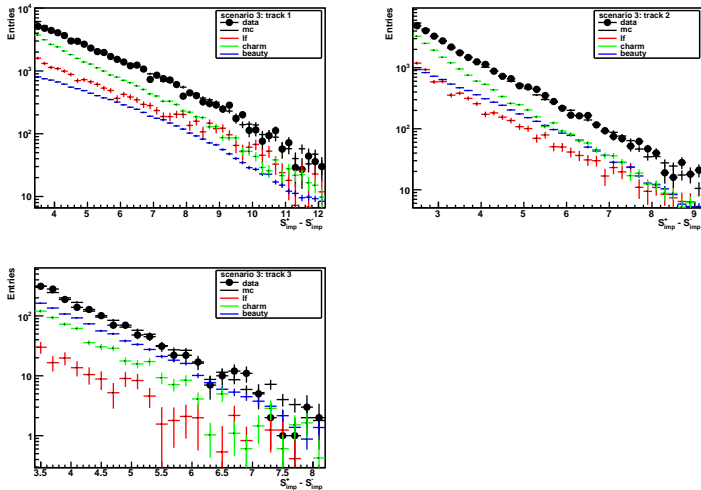 Entries
scenario 3: track 1
data
mc
lf
charm
beauty
10⁴
10³
10²
10
4 5 6 7 8 9 10 11 12
S⁺imp - S⁻imp
Entries
scenario 3: track 2
data
mc
lf
charm
beauty
10³
10²
10
3 4 5 6 7 8 9
S⁺imp - S⁻imp
Entries
scenario 3: track 3
data
mc
lf
charm
beauty
10²
10
1
3.5 4 4.5 5 5.5 6 6.5 7 7.5 8
S⁺imp - S⁻imp